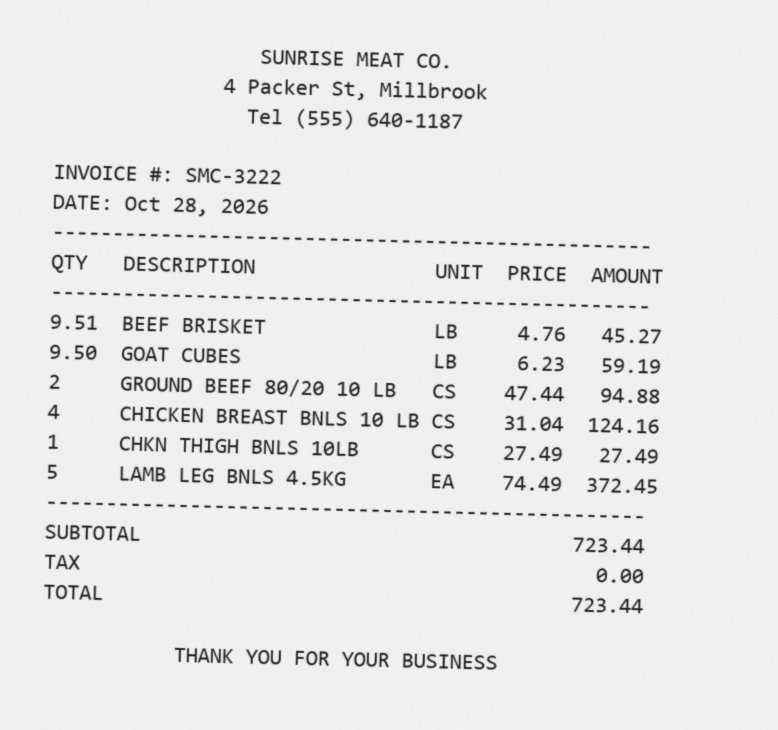 SUNRISE MEAT CO.
4 Packer St, Millbrook
Tel (555) 640-1187
INVOICE #: SMC-3222
DATE: Oct 28, 2026
--------------------------------------------------
QTY DESCRIPTION UNIT PRICE AMOUNT
--------------------------------------------------
9.51 BEEF BRISKET LB 4.76 45.27
9.50 GOAT CUBES LB 6.23 59.19
2 GROUND BEEF 80/20 10 LB CS 47.44 94.88
4 CHICKEN BREAST BNLS 10 LB CS 31.04 124.16
1 CHKN THIGH BNLS 10LB CS 27.49 27.49
5 LAMB LEG BNLS 4.5KG EA 74.49 372.45
--------------------------------------------------
SUBTOTAL 723.44
TAX 0.00
TOTAL 723.44
THANK YOU FOR YOUR BUSINESS